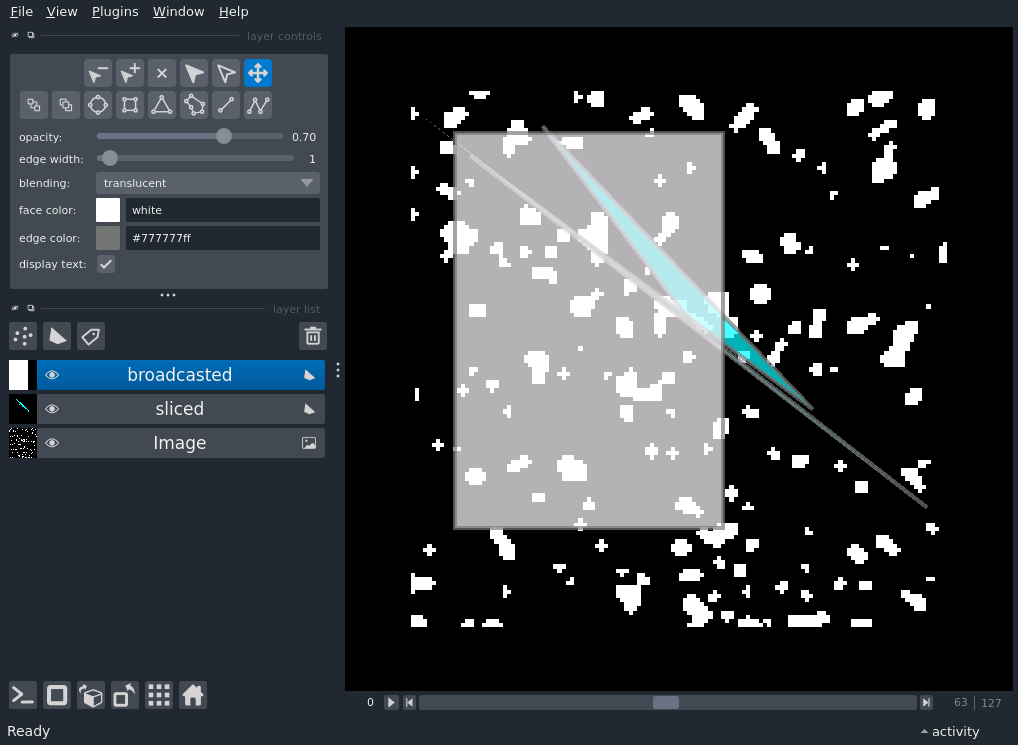 File View Plugins Window Help
layer controls
opacity: 0.70
edge width: 1
blending: translucent
face color: white
edge color: #777777ff
display text:
layer list
broadcasted
sliced
Image
0 63 127
Ready activity